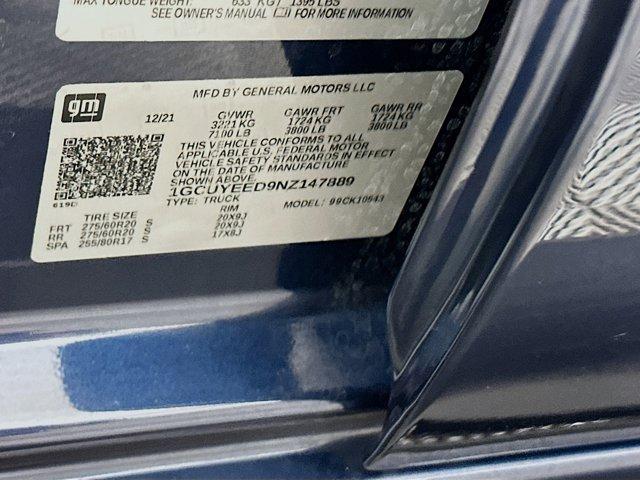 MAX TONGUE WEIGHT: 633 KG / 1395 LBS
SEE OWNER'S MANUAL FOR MORE INFORMATION
gm
MFD BY GENERAL MOTORS LLC
12/21 GVWR GAWR FRT GAWR RR
3221 KG 1724 KG 1724 KG
7100 LB 3800 LB 3800 LB
THIS VEHICLE CONFORMS TO ALL
APPLICABLE U.S. FEDERAL MOTOR
VEHICLE SAFETY STANDARDS IN EFFECT
ON THE DATE OF MANUFACTURE
SHOWN ABOVE.
1GCUYEED9NZ147889
619D TYPE: TRUCK MODEL: 99CK10543
TIRE SIZE RIM
FRT 275/60R20 S 20X9J
RR 275/60R20 S 20X9J
SPA 255/80R17 S 17X8J